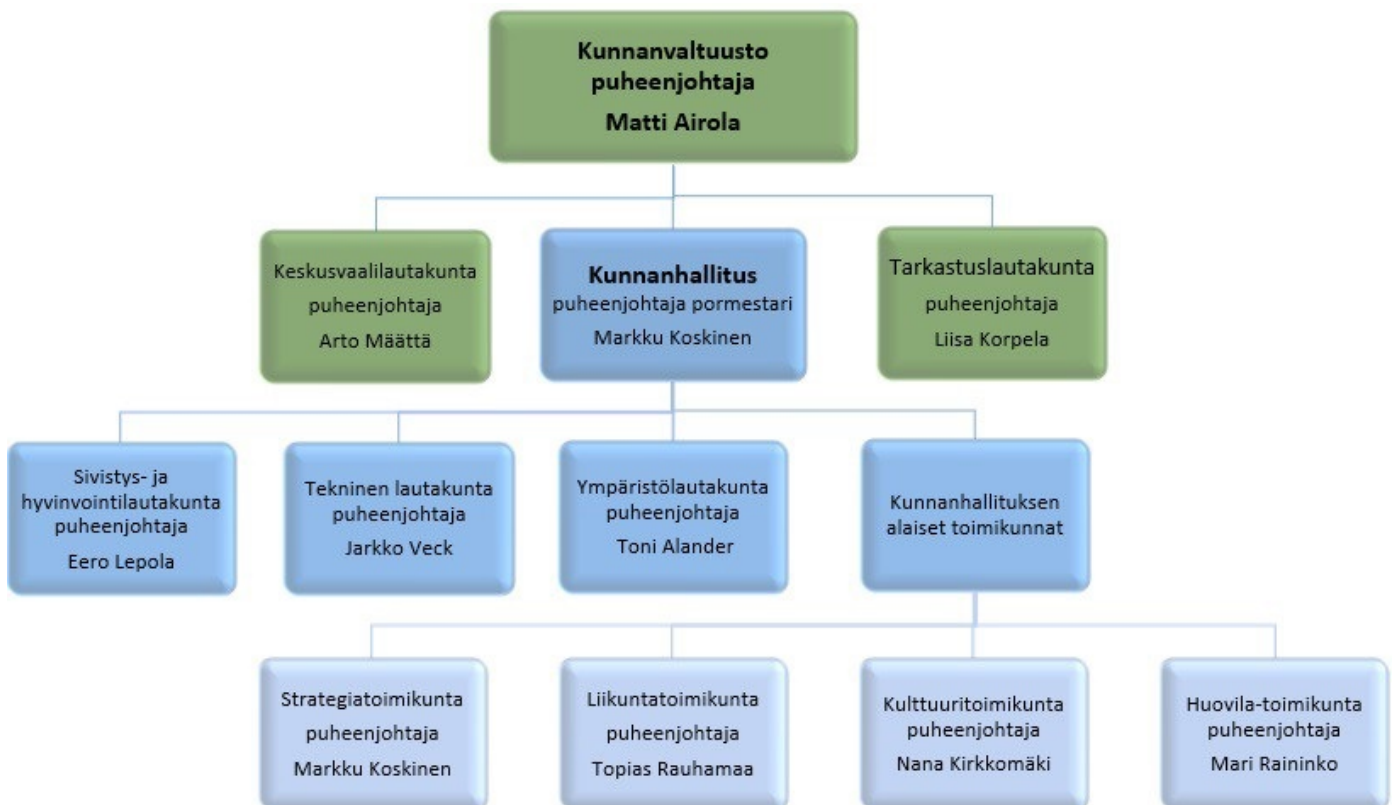 Kunnanvaltuusto
puheenjohtaja
Matti Airola
Keskusvaalilautakunta
puheenjohtaja
Arto Määttä
Kunnanhallitus
puheenjohtaja pormestari
Markku Koskinen
Tarkastuslautakunta
puheenjohtaja
Liisa Korpela
Sivistys- ja
hyvinvointilautakunta
puheenjohtaja
Eero Lepola
Tekninen lautakunta
puheenjohtaja
Jarkko Veck
Ympäristölautakunta
puheenjohtaja
Toni Alander
Kunnanhallituksen
alaiset toimikunnat
Strategiatoimikunta
puheenjohtaja
Markku Koskinen
Liikuntatoimikunta
puheenjohtaja
Topias Rauhamaa
Kulttuuritoimikunta
puheenjohtaja
Nana Kirkkomäki
Huovila-toimikunta
puheenjohtaja
Mari Raininko